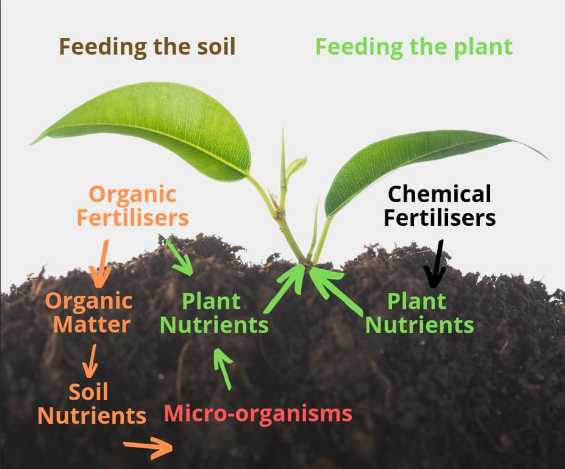 Feeding the soil
Feeding the plant
Organic
Fertilisers
Chemical
Fertilisers
Organic
Matter
Plant
Nutrients
Plant
Nutrients
Soil
Nutrients
Micro-organisms